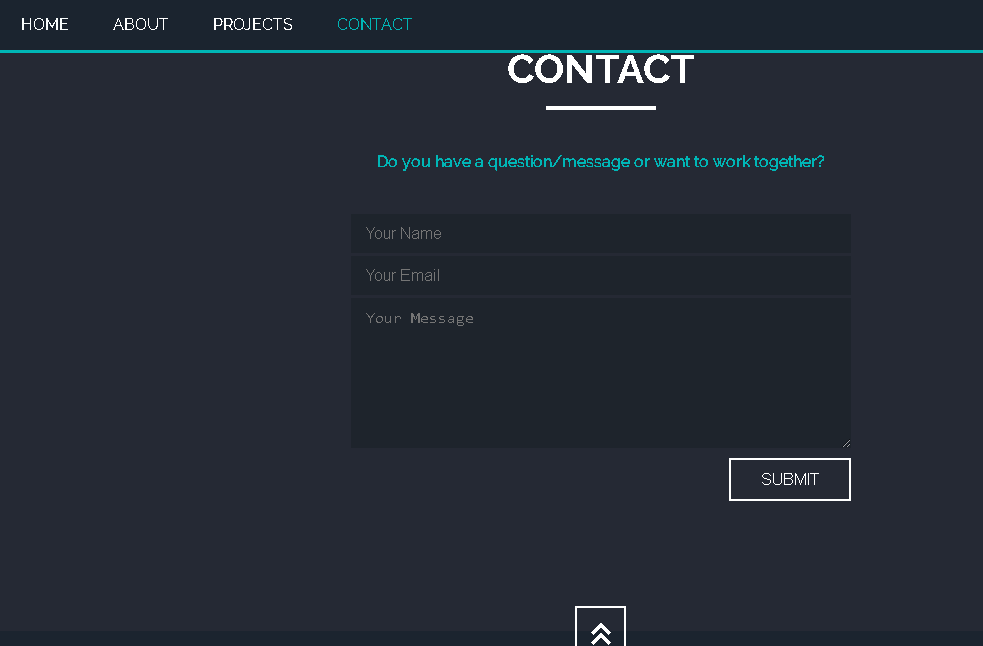 HOME ABOUT PROJECTS CONTACT
CONTACT
Do you have a question/message or want to work together?
Your Name
Your Email
Your Message
SUBMIT